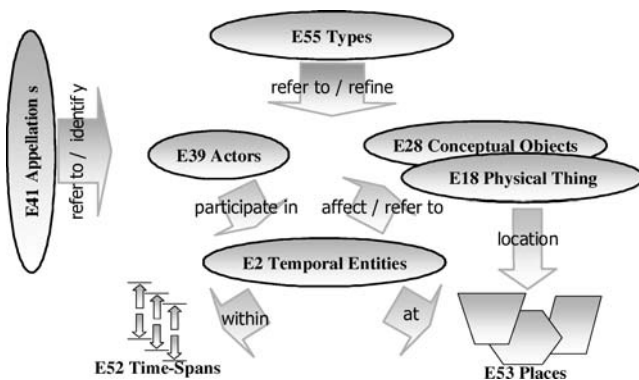 E55 Types
refer to / refine
E41 Appellation s
refer to / identify
E39 Actors
E28 Conceptual Objects
E18 Physical Thing
participate in
affect / refer to
location
E2 Temporal Entities
within
at
E52 Time-Spans
E53 Places